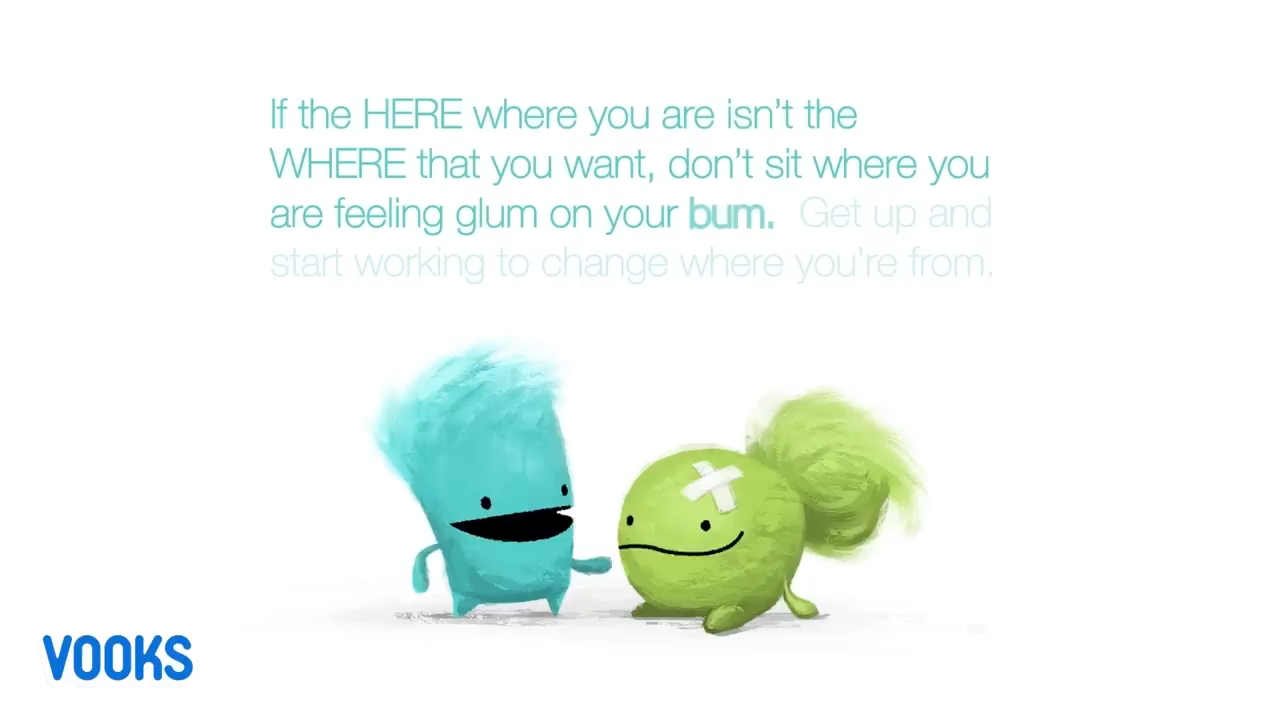 If the HERE where you are isn't the
WHERE that you want, don't sit where you
are feeling glum on your bum. Get up and
start working to change where you're from.
VOOKS